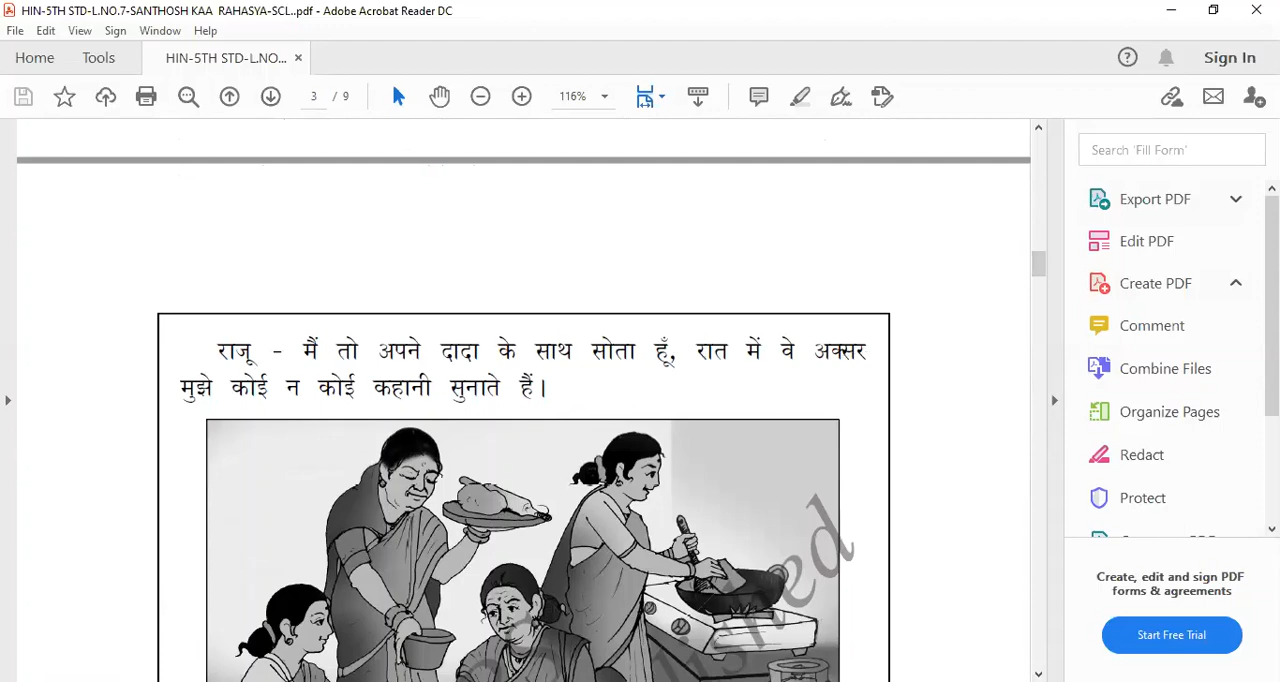 HIN-5TH STD-L.NO.7-SANTHOSH KAA RAHASYA-SCL..pdf - Adobe Acrobat Reader DC
File Edit View Sign Window Help
Home Tools HIN-5TH STD-L.NO... × Sign In
3 / 9 116%
Search 'Fill Form'
Export PDF
Edit PDF
Create PDF
Comment
Combine Files
Organize Pages
Redact
Protect
Create, edit and sign PDF
forms & agreements
Start Free Trial
राजू - मैं तो अपने दादा के साथ सोता हूँ, रात में वे अक्सर
मुझे कोई न कोई कहानी सुनाते हैं।